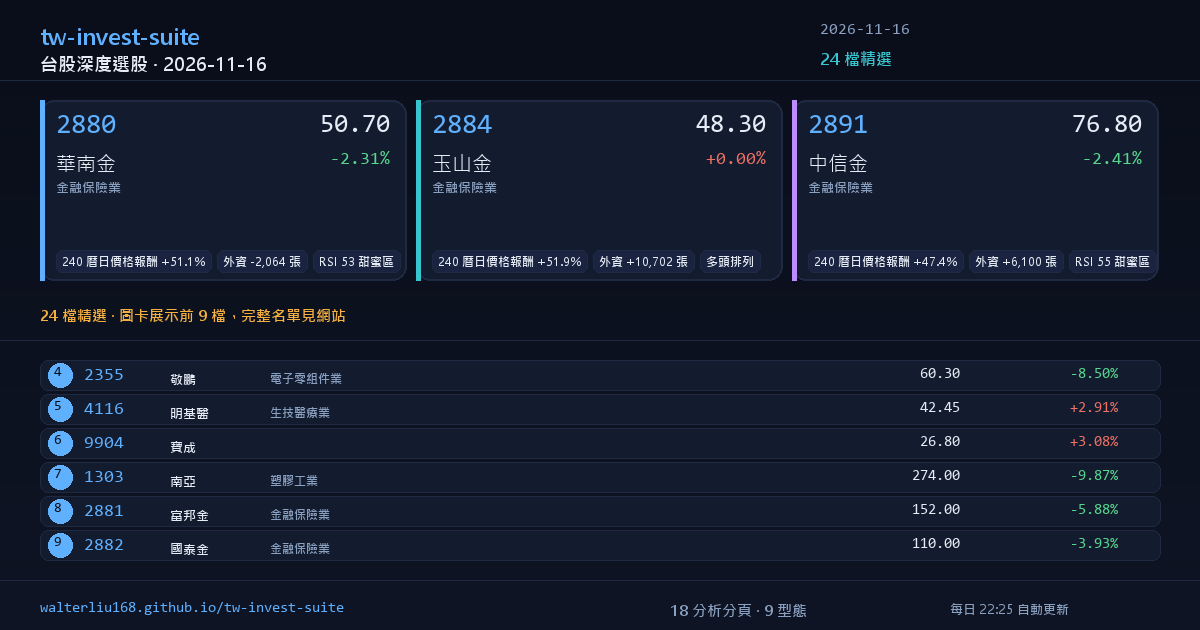 tw-invest-suite
台股深度選股 · 2026-11-16
2026-11-16
24 檔精選
2880 50.70
華南金 -2.31%
金融保險業
240 曆日價格報酬 +51.1% 外資 -2,064 張 RSI 53 甜蜜區
2884 48.30
玉山金 +0.00%
金融保險業
240 曆日價格報酬 +51.9% 外資 +10,702 張 多頭排列
2891 76.80
中信金 -2.41%
金融保險業
240 曆日價格報酬 +47.4% 外資 +6,100 張 RSI 55 甜蜜區
24 檔精選 · 圖卡展示前 9 檔，完整名單見網站
4 2355 敬鵬 電子零組件業 60.30 -8.50%
5 4116 明基醫 生技醫療業 42.45 +2.91%
6 9904 寶成 26.80 +3.08%
7 1303 南亞 塑膠工業 274.00 -9.87%
8 2881 富邦金 金融保險業 152.00 -5.88%
9 2882 國泰金 金融保險業 110.00 -3.93%
walterliu168.github.io/tw-invest-suite
18 分析分頁 · 9 型態
每日 22:25 自動更新